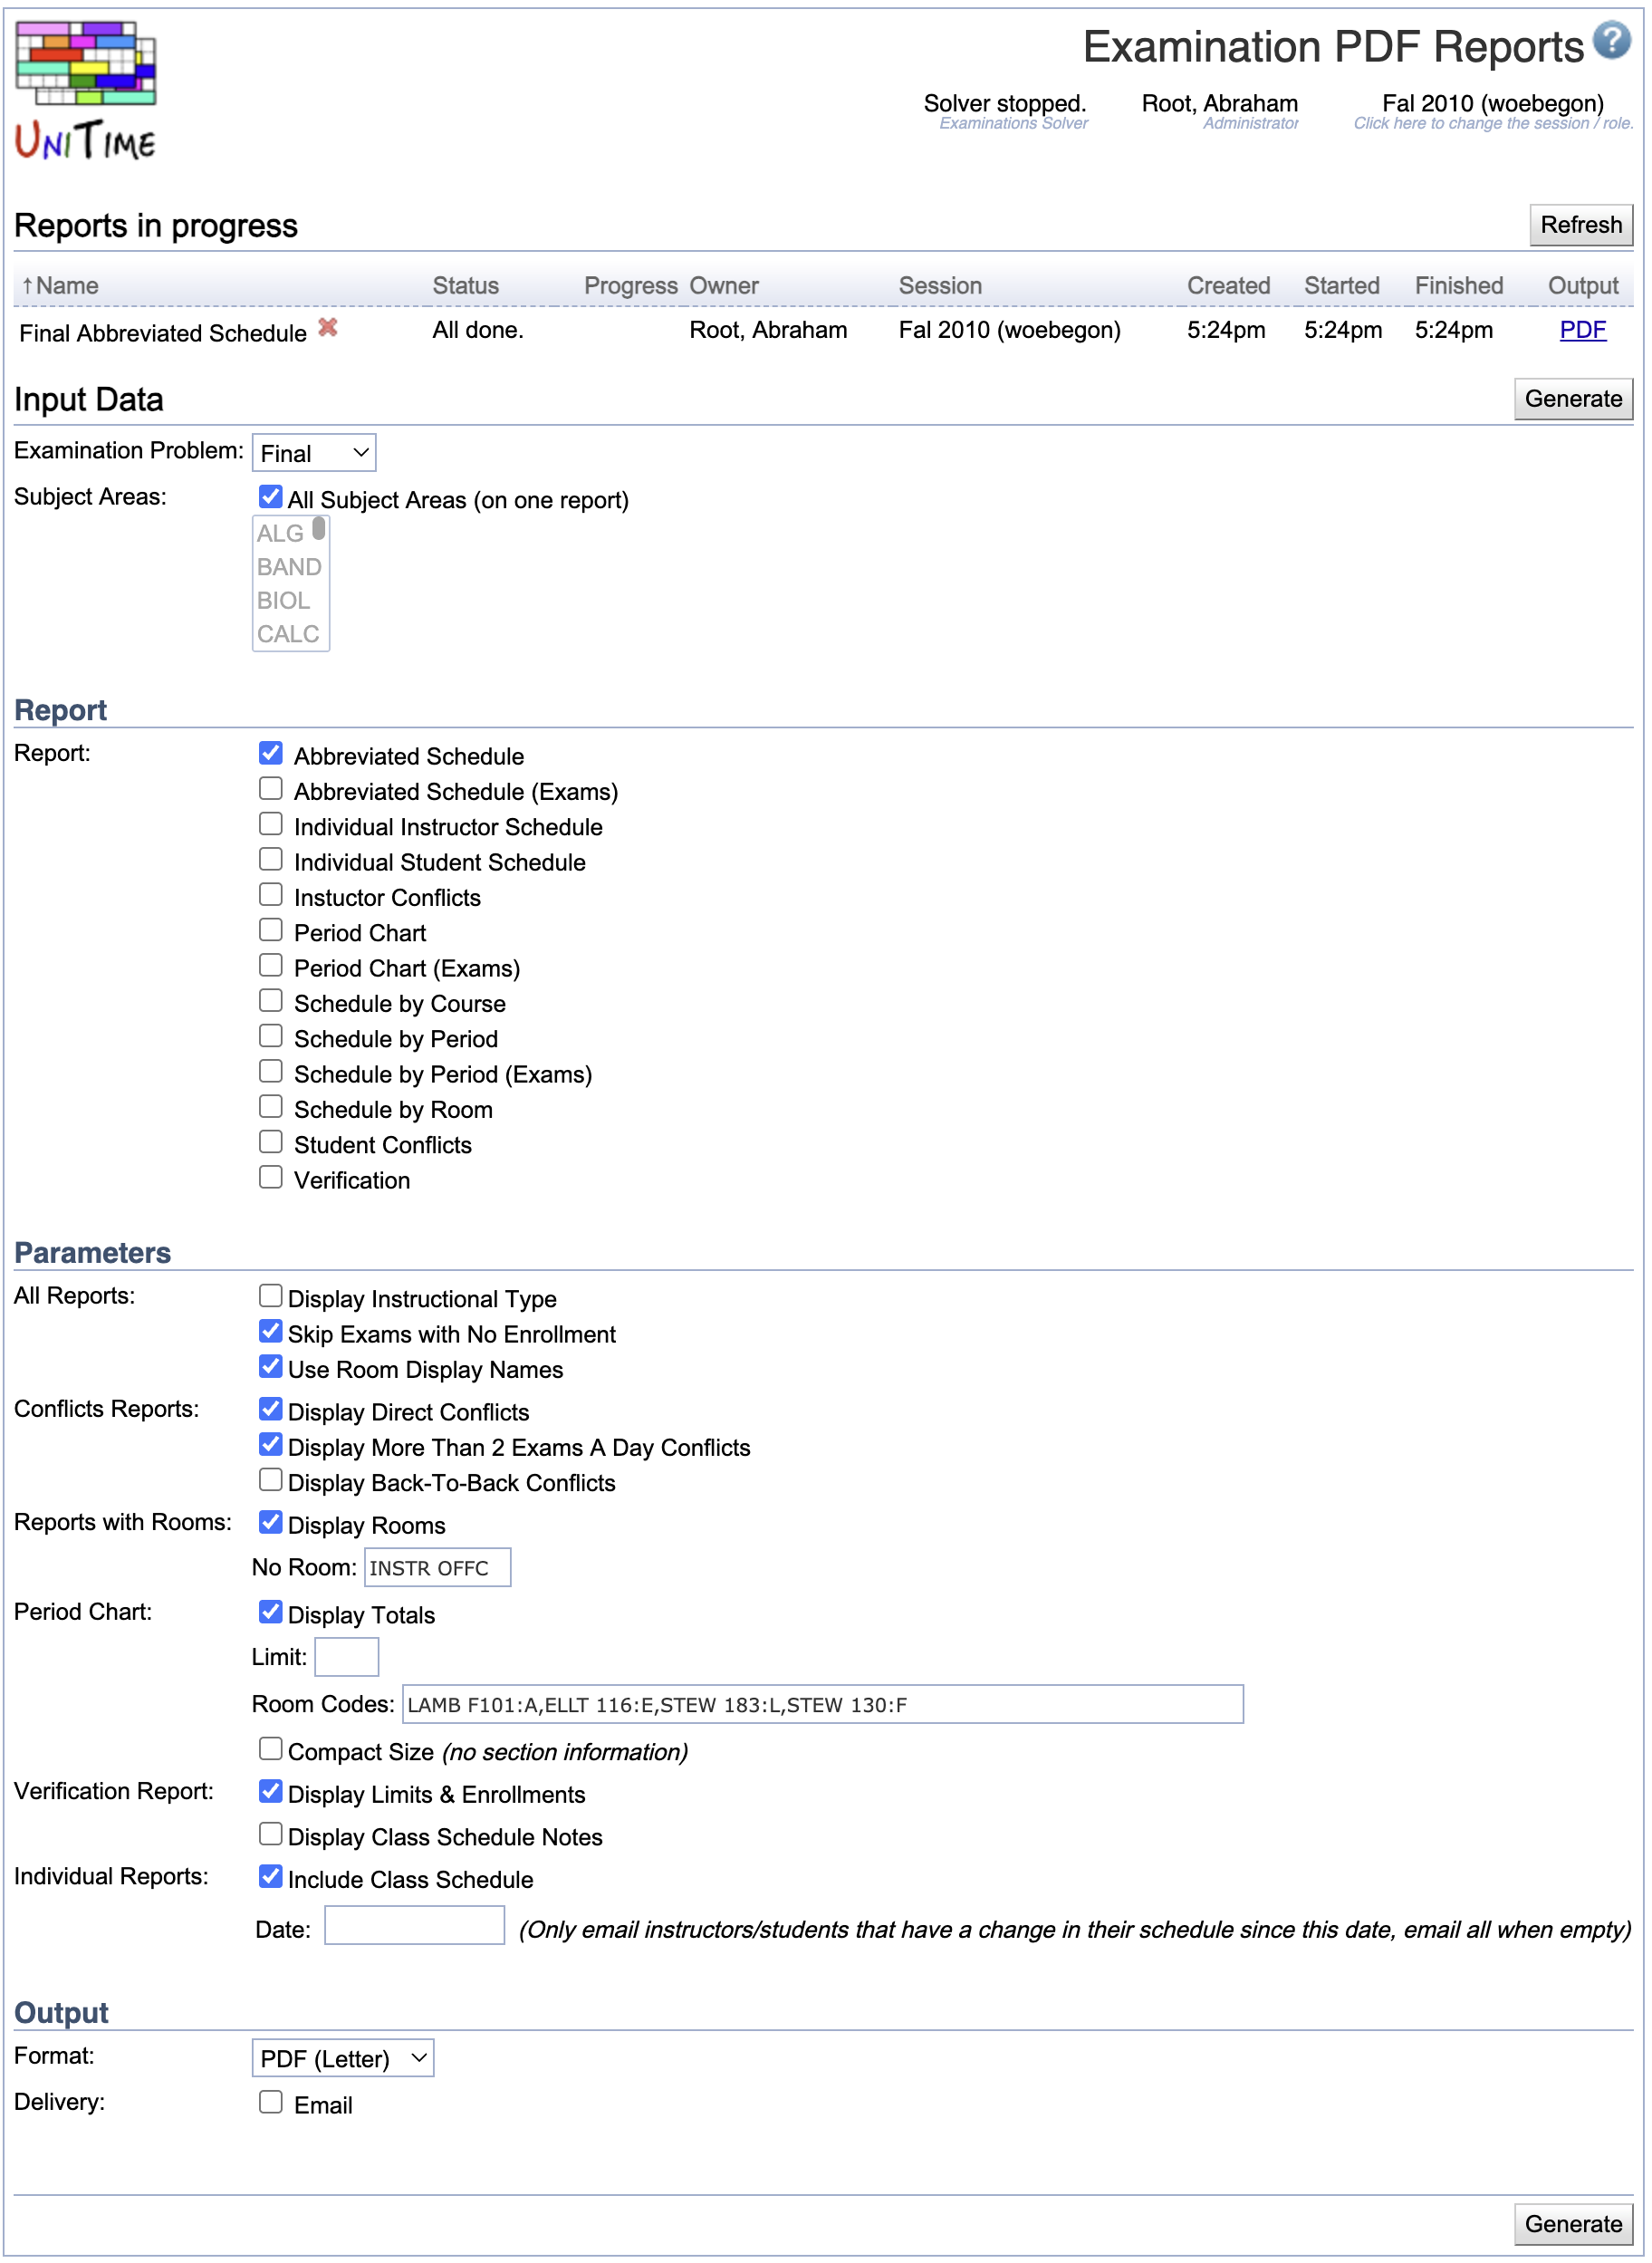 Examination PDF Reports ?
UNITIME
Solver stopped. Root, Abraham Fal 2010 (woebegon)
Examinations Solver Administrator Click here to change the session / role.
Reports in progress Refresh
↑Name Status Progress Owner Session Created Started Finished Output
Final Abbreviated Schedule All done. Root, Abraham Fal 2010 (woebegon) 5:24pm 5:24pm 5:24pm PDF
Input Data Generate
Examination Problem: Final
Subject Areas: All Subject Areas (on one report)
ALG
BAND
BIOL
CALC
Report
Report: Abbreviated Schedule
Abbreviated Schedule (Exams)
Individual Instructor Schedule
Individual Student Schedule
Instuctor Conflicts
Period Chart
Period Chart (Exams)
Schedule by Course
Schedule by Period
Schedule by Period (Exams)
Schedule by Room
Student Conflicts
Verification
Parameters
All Reports: Display Instructional Type
Skip Exams with No Enrollment
Use Room Display Names
Conflicts Reports: Display Direct Conflicts
Display More Than 2 Exams A Day Conflicts
Display Back-To-Back Conflicts
Reports with Rooms: Display Rooms
No Room: INSTR OFFC
Period Chart: Display Totals
Limit:
Room Codes: LAMB F101:A,ELLT 116:E,STEW 183:L,STEW 130:F
Compact Size (no section information)
Verification Report: Display Limits & Enrollments
Display Class Schedule Notes
Individual Reports: Include Class Schedule
Date: (Only email instructors/students that have a change in their schedule since this date, email all when empty)
Output
Format: PDF (Letter)
Delivery: Email
Generate